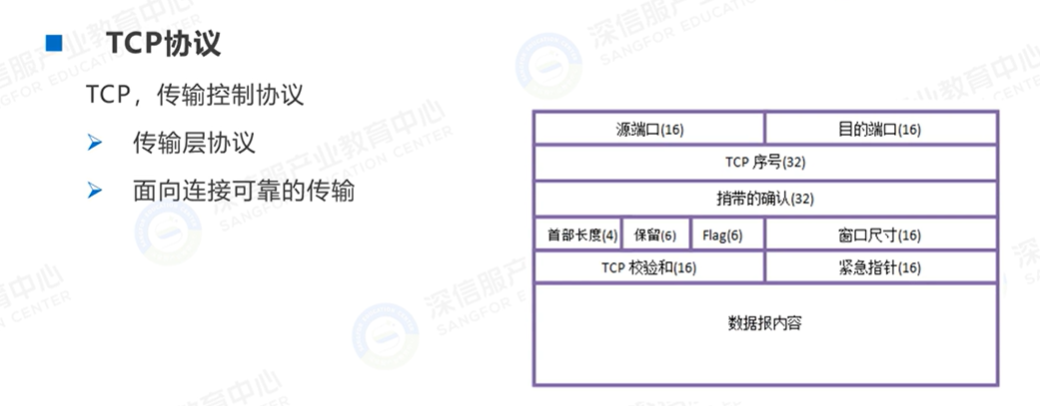 TCP协议
TCP，传输控制协议
传输层协议
面向连接可靠的传输
源端口(16) 目的端口(16)
TCP 序号(32)
捎带的确认(32)
首部长度(4) 保留(6) Flag(6) 窗口尺寸(16)
TCP 校验和(16) 紧急指针(16)
数据报内容
深信服产业教育中心
SANGFOR EDUCATION CENTER